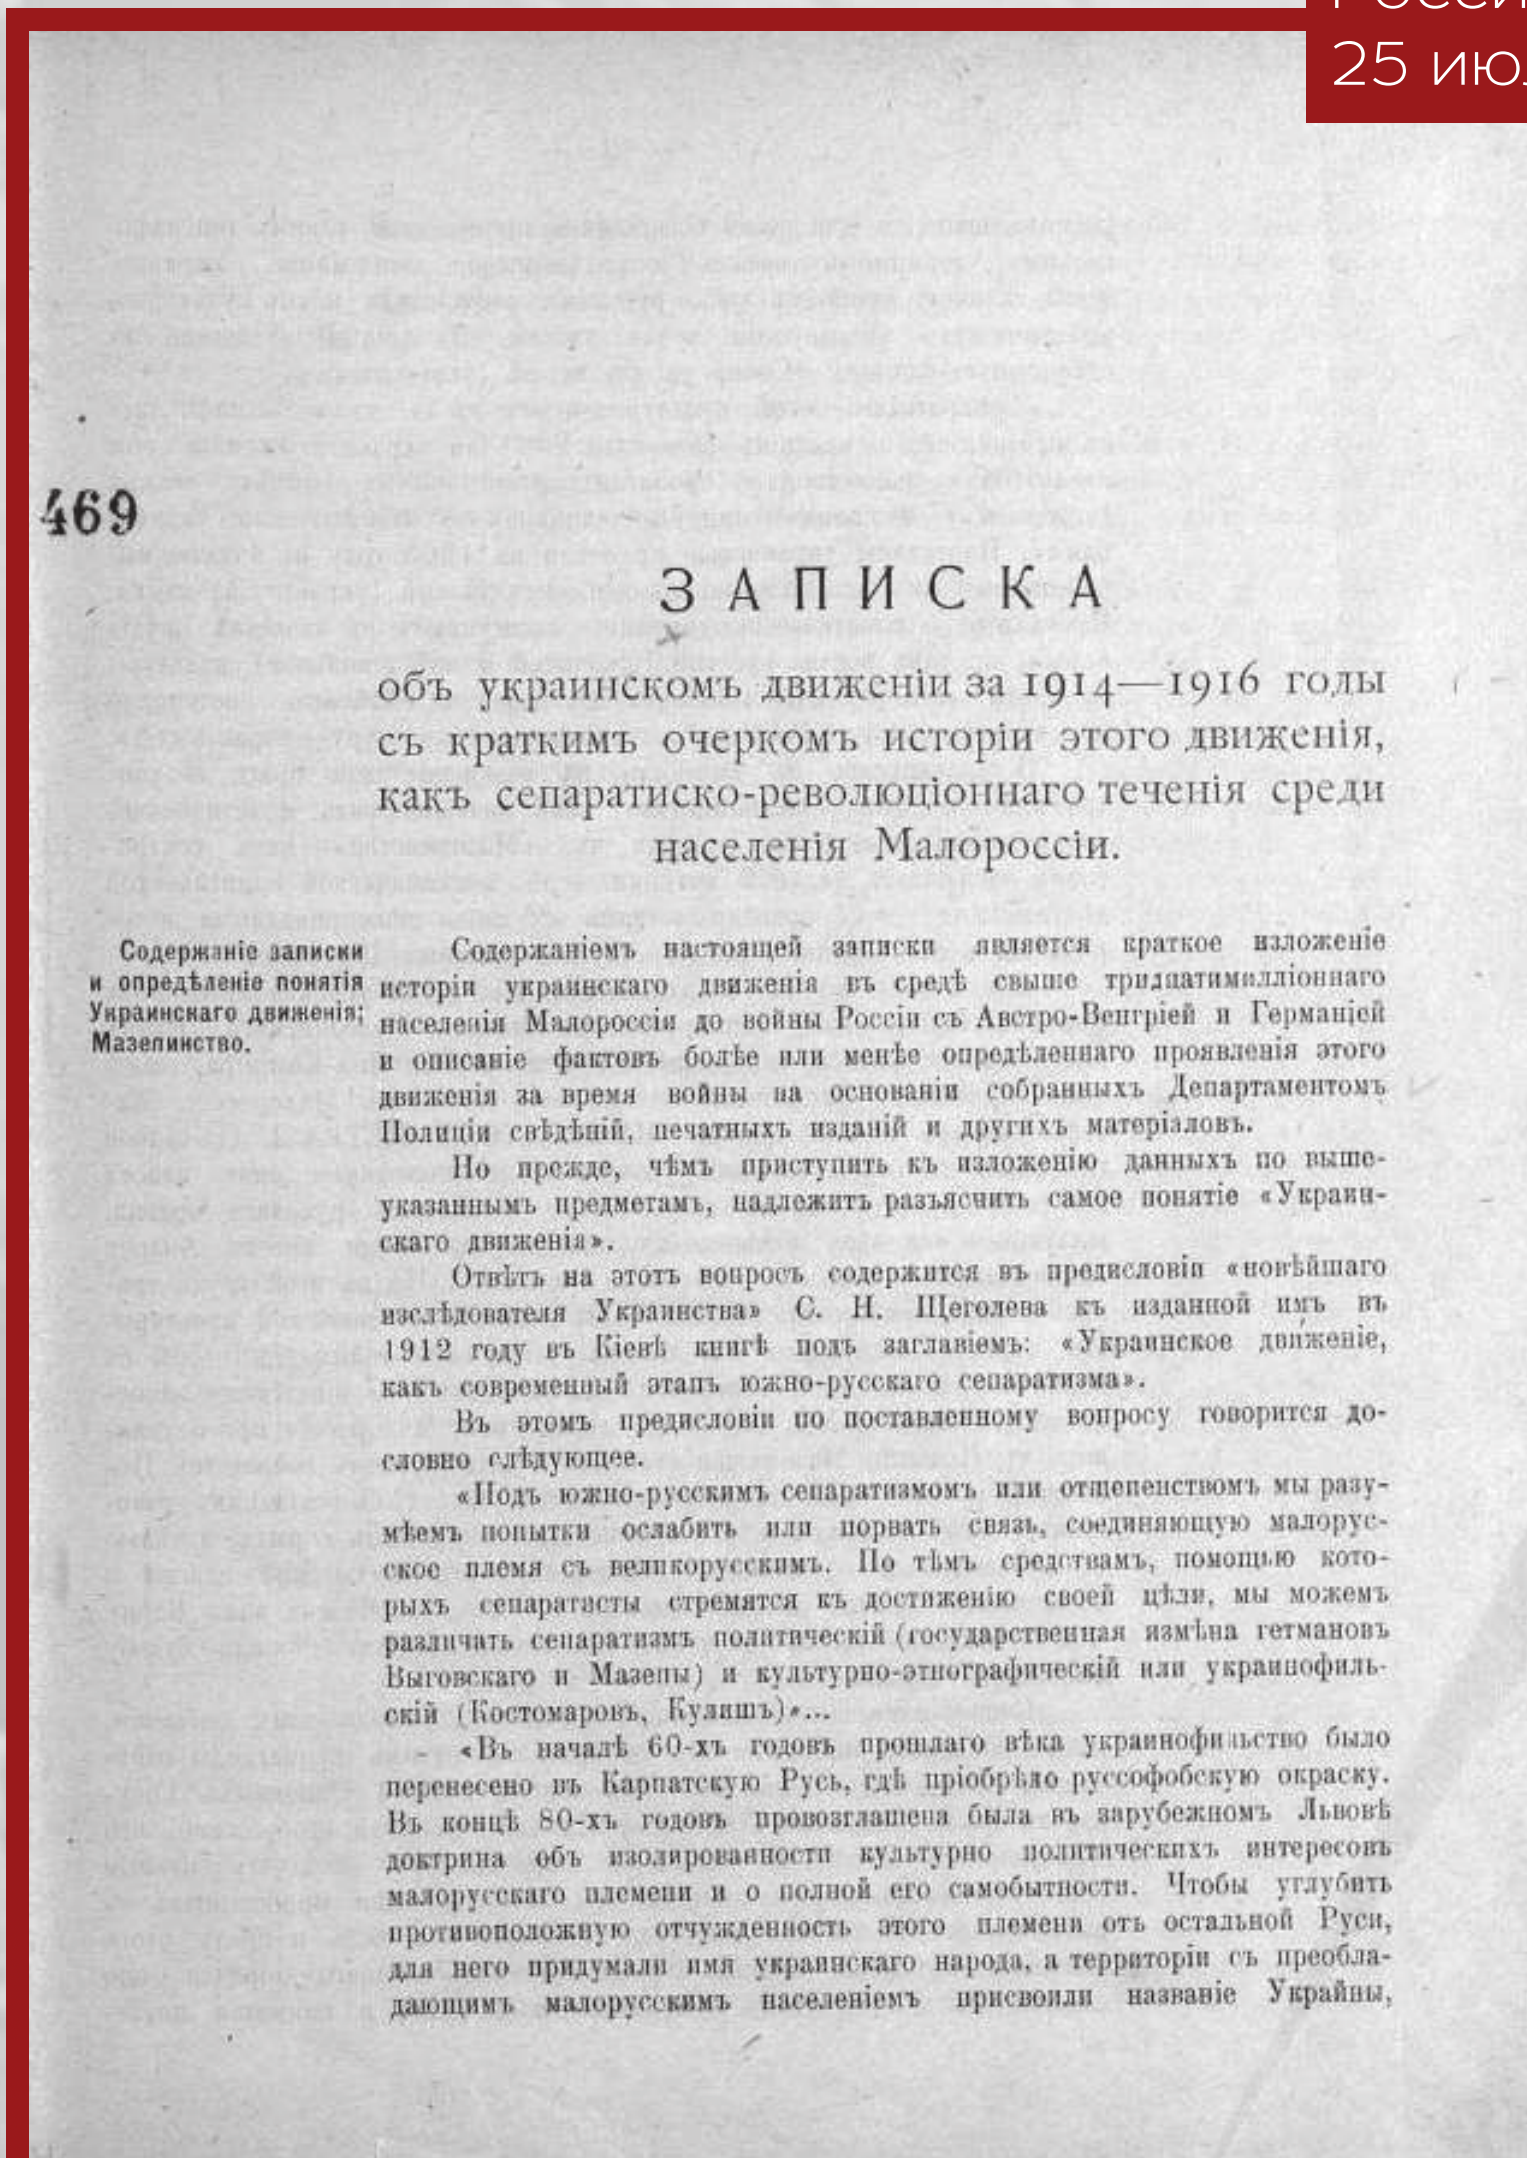 25 ию
469
ЗАПИСКА
объ украинскомъ движеніи за 1914—1916 годы
съ краткимъ очеркомъ исторіи этого движенія,
какъ сепаратиско-революціоннаго теченія среди
населенія Малороссіи.
Содержаніе записки
и опредѣленіе понятія
Украинскаго движенія;
Мазепинство.
Содержаніемъ настоящей записки является краткое изложеніе
исторіи украинскаго движенія въ средѣ свыше тридцатимилліоннаго
населенія Малороссіи до войны Россіи съ Австро-Венгріей и Германіей
и описаніе фактовъ болѣе или менѣе опредѣленнаго проявленія этого
движенія за время войны на основаніи собранныхъ Департаментомъ
Полиціи свѣдѣній, печатныхъ изданій и другихъ матеріаловъ.
Но прежде, чѣмъ приступить къ изложенію данныхъ по выше-
указаннымъ предметамъ, надлежитъ разъяснить самое понятіе «Украин-
скаго движенія».
Отвѣтъ на этотъ вопросъ содержится въ предисловіи «новѣйшаго
изслѣдователя Украинства» С. Н. Щеголева къ изданной имъ въ
1912 году въ Кіевѣ книгѣ подъ заглавіемъ: «Украинское движеніе,
какъ современный этапъ южно-русскаго сепаратизма».
Въ этомъ предисловіи по поставленному вопросу говорится до-
словно слѣдующее.
«Подъ южно-русскимъ сепаратизмомъ или отщепенствомъ мы разу-
мѣемъ попытки ослабить или порвать связь, соединяющую малорус-
ское племя съ великорусскимъ. По тѣмъ средствамъ, помощью кото-
рыхъ сепаратисты стремятся къ достиженію своей цѣли, мы можемъ
различать сепаратизмъ политическій (государственная измѣна гетмановъ
Выговскаго и Мазепы) и культурно-этнографическій или украинофиль-
скій (Костомаровъ, Кулишъ)»...
«Въ началѣ 60-хъ годовъ прошлаго вѣка украинофильство было
перенесено въ Карпатскую Русь, гдѣ пріобрѣло руссофобскую окраску.
Въ концѣ 80-хъ годовъ провозглашена была въ зарубежномъ Львовѣ
доктрина объ изолированности культурно политическихъ интересовъ
малорусскаго племени и о полной его самобытности. Чтобы углубить
противоположную отчужденность этого племени отъ остальной Руси,
для него придумали имя украинскаго народа, а территоріи съ преобла-
дающимъ малорусскимъ населеніемъ присвоили названіе Украйны,